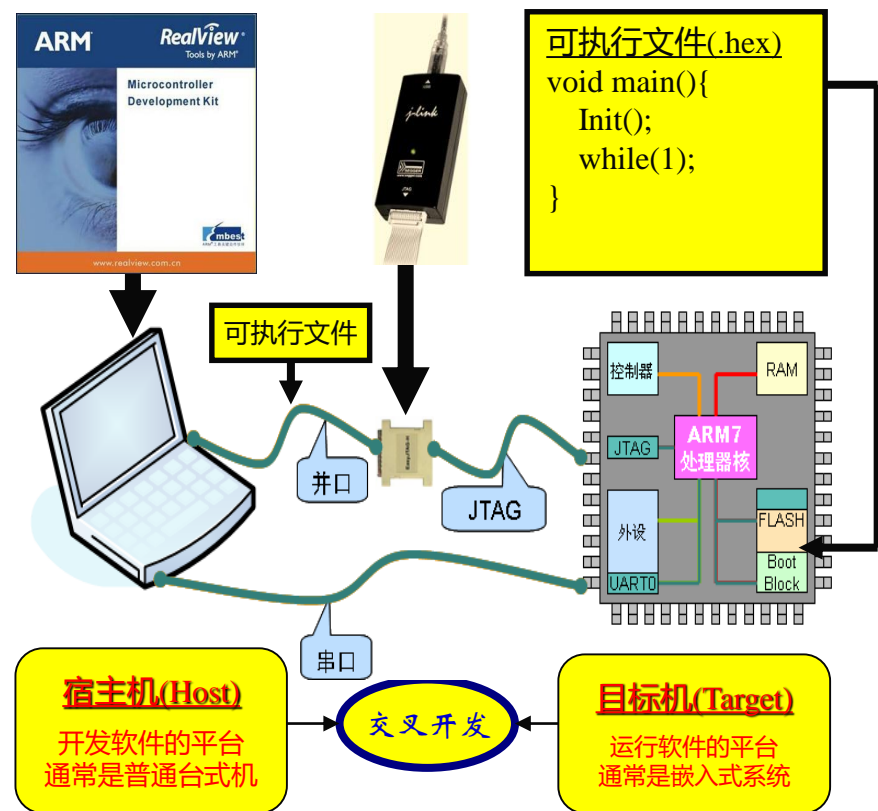 ARM
RealView
Tools by ARM
Microcontroller
Development Kit
Embest
www.realview.com.cn
j-link
JTAG
可执行文件(.hex)
void main(){
Init();
while(1);
}
可执行文件
并口
EasyJTAG-H
JTAG
串口
控制器
RAM
JTAG
ARM7
处理器核
外设
UART0
FLASH
Boot
Block
宿主机(Host)
开发软件的平台
通常是普通台式机
交叉开发
目标机(Target)
运行软件的平台
通常是嵌入式系统